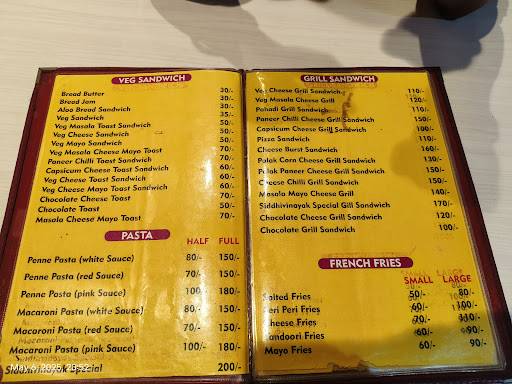 VEG SANDWICH
Bread Butter 30/-
Bread Jam 30/-
Aloo Bread Sandwich 30/-
Veg Sandwich 35/-
Veg Masala Toast Sandwich 50/-
Veg Cheese Sandwich 50/-
Veg Mayo Sandwich 50/-
Veg Masala Cheese Mayo Toast 70/-
Paneer Chilli Toast Sandwich 70/-
Capsicum Cheese Toast Sandwich 60/-
Veg Cheese Toast Sandwich 60/-
Veg Cheese Mayo Toast Sandwich 70/-
Chocolate Cheese Toast 70/-
Chocolate Toast 50/-
Masala Cheese Mayo Toast 70/-
PASTA HALF FULL
Penne Pasta (white Sauce) 80/- 150/-
Penne Pasta (red Sauce) 70/- 150/-
Penne Pasta (pink Sauce) 100/- 180/-
Macaroni Pasta (white Sauce) 80/- 150/-
Macaroni Pasta (red Sauce) 70/- 150/-
Macaroni Pasta (pink Sauce) 100/- 180/-
Siddhivinayak Special 200/-
GRILL SANDWICH
Veg Cheese Grill Sandwich 110/-
Veg Masala Cheese Grill 120/-
Pahadi Grill Sandwich 110/-
Paneer Chilli Cheese Grill Sandwich 150/-
Capsicum Cheese Grill Sandwich 100/-
Pizza Sandwich 110/-
Cheese Burst Sandwich 160/-
Palak Corn Cheese Grill Sandwich 130/-
Palak Paneer Cheese Grill Sandwich 150/-
Cheese Chilli Grill Sandwich 150/-
Masala Mayo Cheese Grill 140/-
Siddhivinayak Special Gill Sandwich 170/-
Chocolate Cheese Grill Sandwich 120/-
Chocolate Grill Sandwich 100/-
FRENCH FRIES
SMALL LARGE
Salted Fries 50/- 80/-
Peri Peri Fries 60/- 100/-
Cheese Fries 70/- 110/-
Tandoori Fries 60/- 90/-
Mayo Fries 60/- 90/-